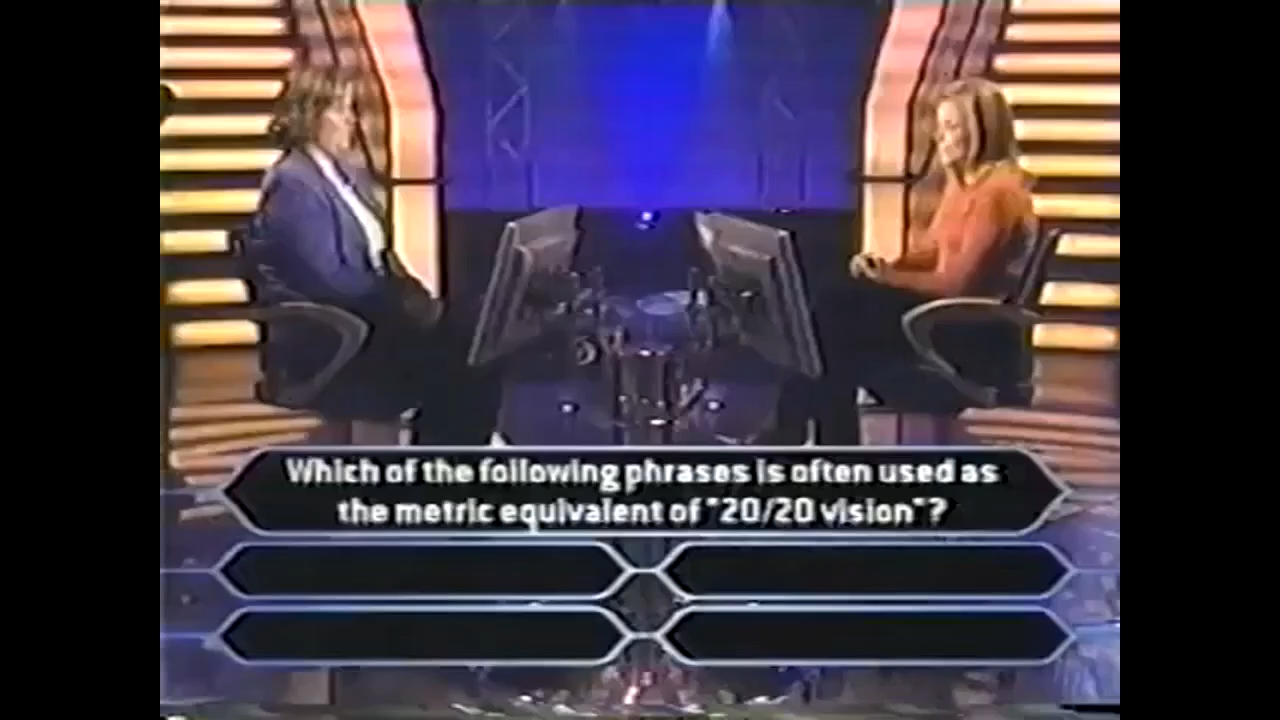 Which of the following phrases is often used as
the metric equivalent of "20/20 vision"?